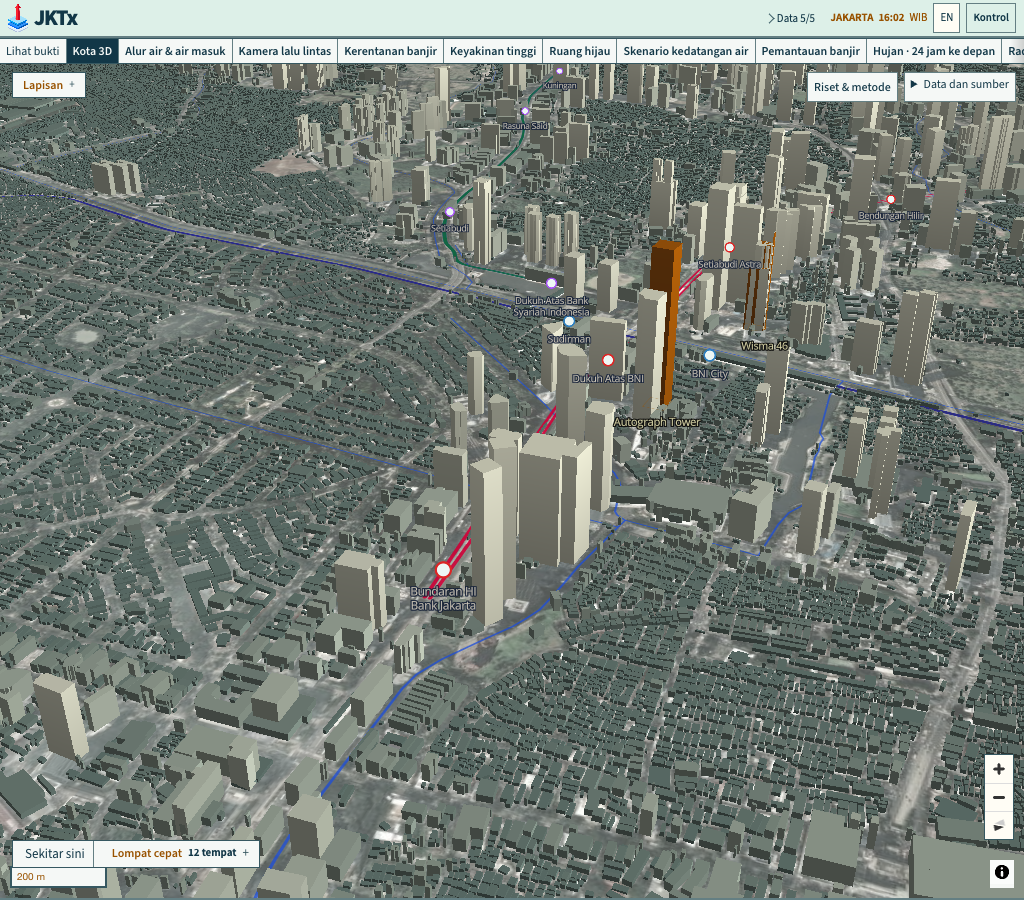 JKTx
Data 5/5
JAKARTA 16:02 WIB
EN
Kontrol
Lihat bukti
Kota 3D
Alur air & air masuk
Kamera lalu lintas
Kerentanan banjir
Keyakinan tinggi
Ruang hijau
Skenario kedatangan air
Pemantauan banjir
Hujan · 24 jam ke depan
Lapisan +
Riset & metode
Data dan sumber
Kuningan
Rasuna Said
Setiabudi
Bendungan Hilir
Setiabudi Astra
Dukuh Atas Bank
Syariah Indonesia
Sudirman
Wisma 46
BNI City
Dukuh Atas BNI
Autograph Tower
Bundaran HI
Bank Jakarta
Sekitar sini
Lompat cepat 12 tempat +
200 m